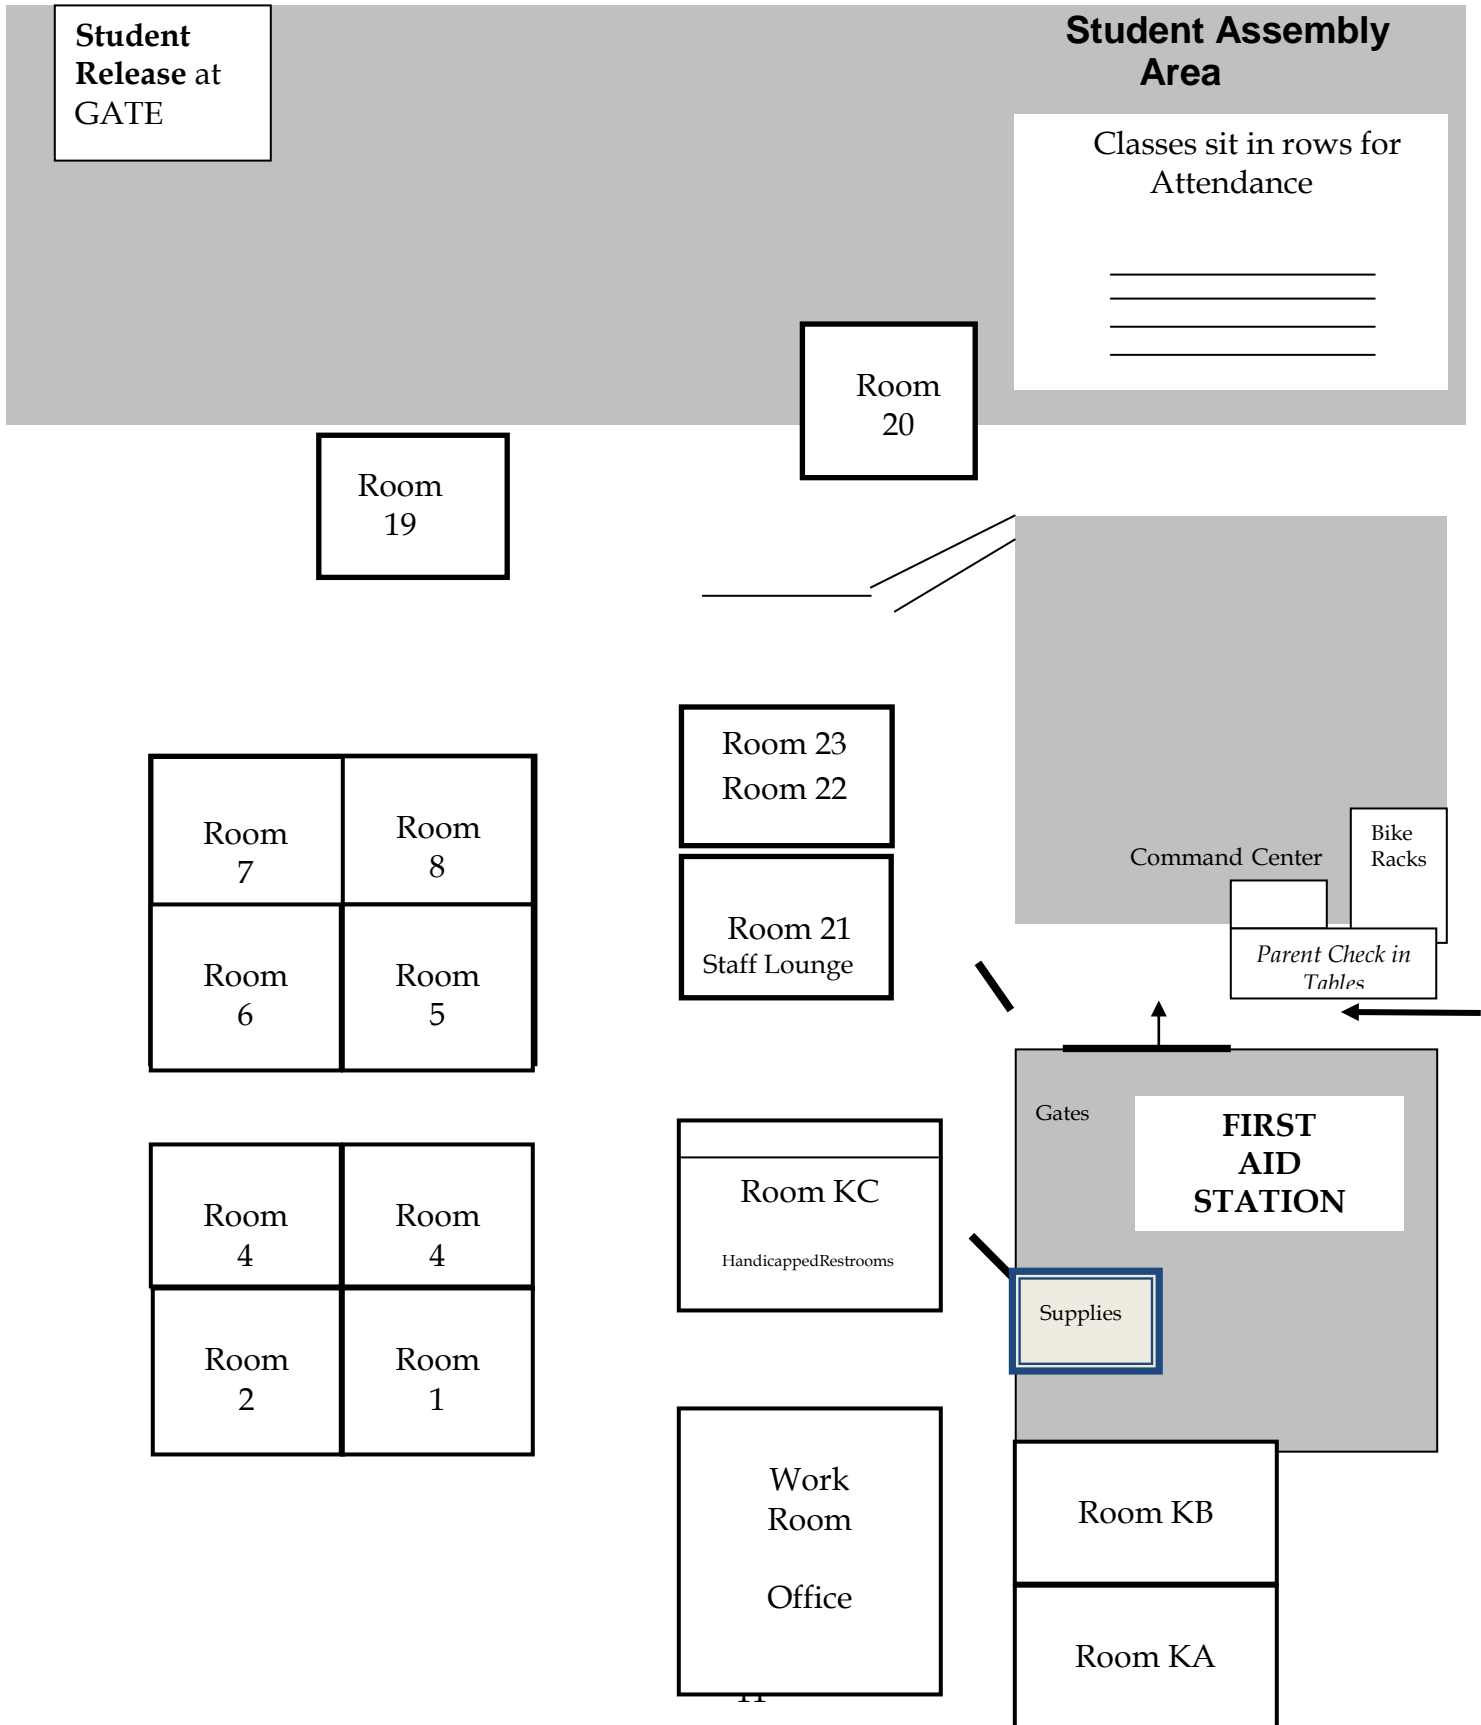 Student Assembly
Area
Student
Release at
GATE
Classes sit in rows for
Attendance
Room
20
Room
19
Room 23
Room 22
Room
7
Room
8
Command Center
Bike
Racks
Room 21
Staff Lounge
Parent Check in
Tables
Room
6
Room
5
Gates
FIRST
AID
STATION
Room KC
HandicappedRestrooms
Room
4
Room
4
Supplies
Room
2
Room
1
Work
Room
Office
Room KB
Room KA